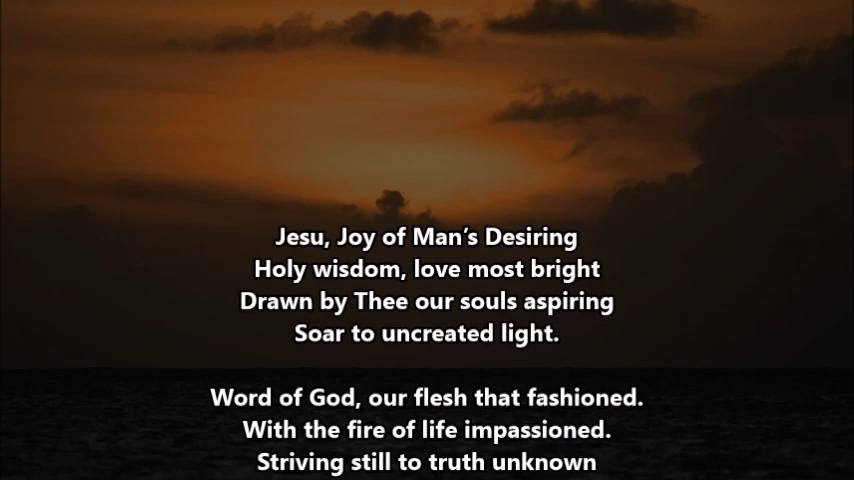 Jesu, Joy of Man’s Desiring
Holy wisdom, love most bright
Drawn by Thee our souls aspiring
Soar to uncreated light.
Word of God, our flesh that fashioned.
With the fire of life impassioned.
Striving still to truth unknown